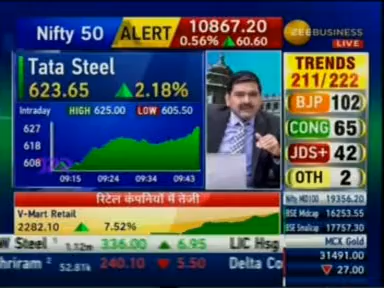 Nifty 50 ALERT 10867.20
0.56% 60.60
ZEE BUSINESS
LIVE
Tata Steel
623.65 2.18%
Intraday HIGH 625.00 LOW 605.50
627
618
608
09:15 09:24 09:34 09:43
TRENDS
211/222
BJP 102
CONG 65
JDS+ 42
OTH 2
रिटेल कंपनियों में तेजी
V-Mart Retail
2282.10 7.52%
Nifty MD100 19356.20
BSE Midcap 16253.55
BSE Smallcap 17757.30
MCX Gold
31491.00
27.00
W Steel 1.12m 336.00 6.95 LIC Hsg
hriram 2 52.81k 240.10 5.50 Delta Co